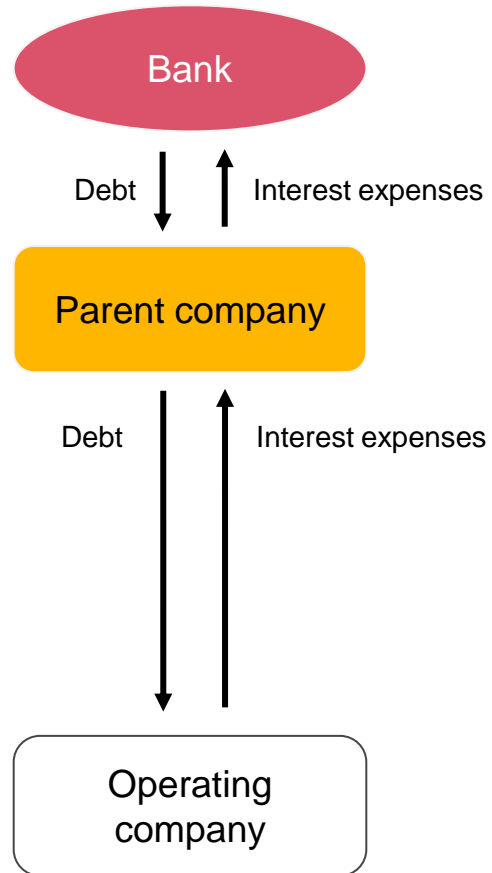 Bank
Debt
Interest expenses
Parent company
Debt
Interest expenses
Operating
company